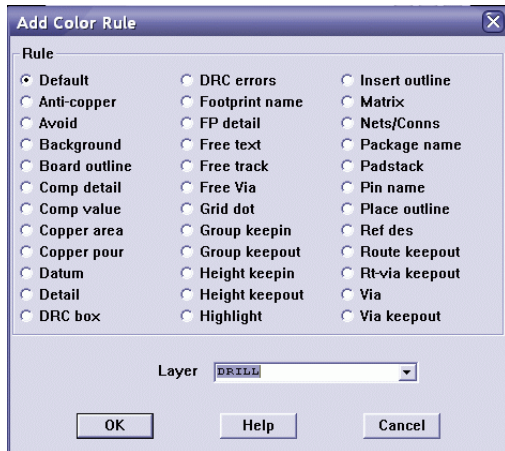 Add Color Rule
Rule
Default
Anti-copper
Avoid
Background
Board outline
Comp detail
Comp value
Copper area
Copper pour
Datum
Detail
DRC box
DRC errors
Footprint name
FP detail
Free text
Free track
Free Via
Grid dot
Group keepin
Group keepout
Height keepin
Height keepout
Highlight
Insert outline
Matrix
Nets/Conns
Package name
Padstack
Pin name
Place outline
Ref des
Route keepout
Rt-via keepout
Via
Via keepout
Layer DRILL
OK Help Cancel